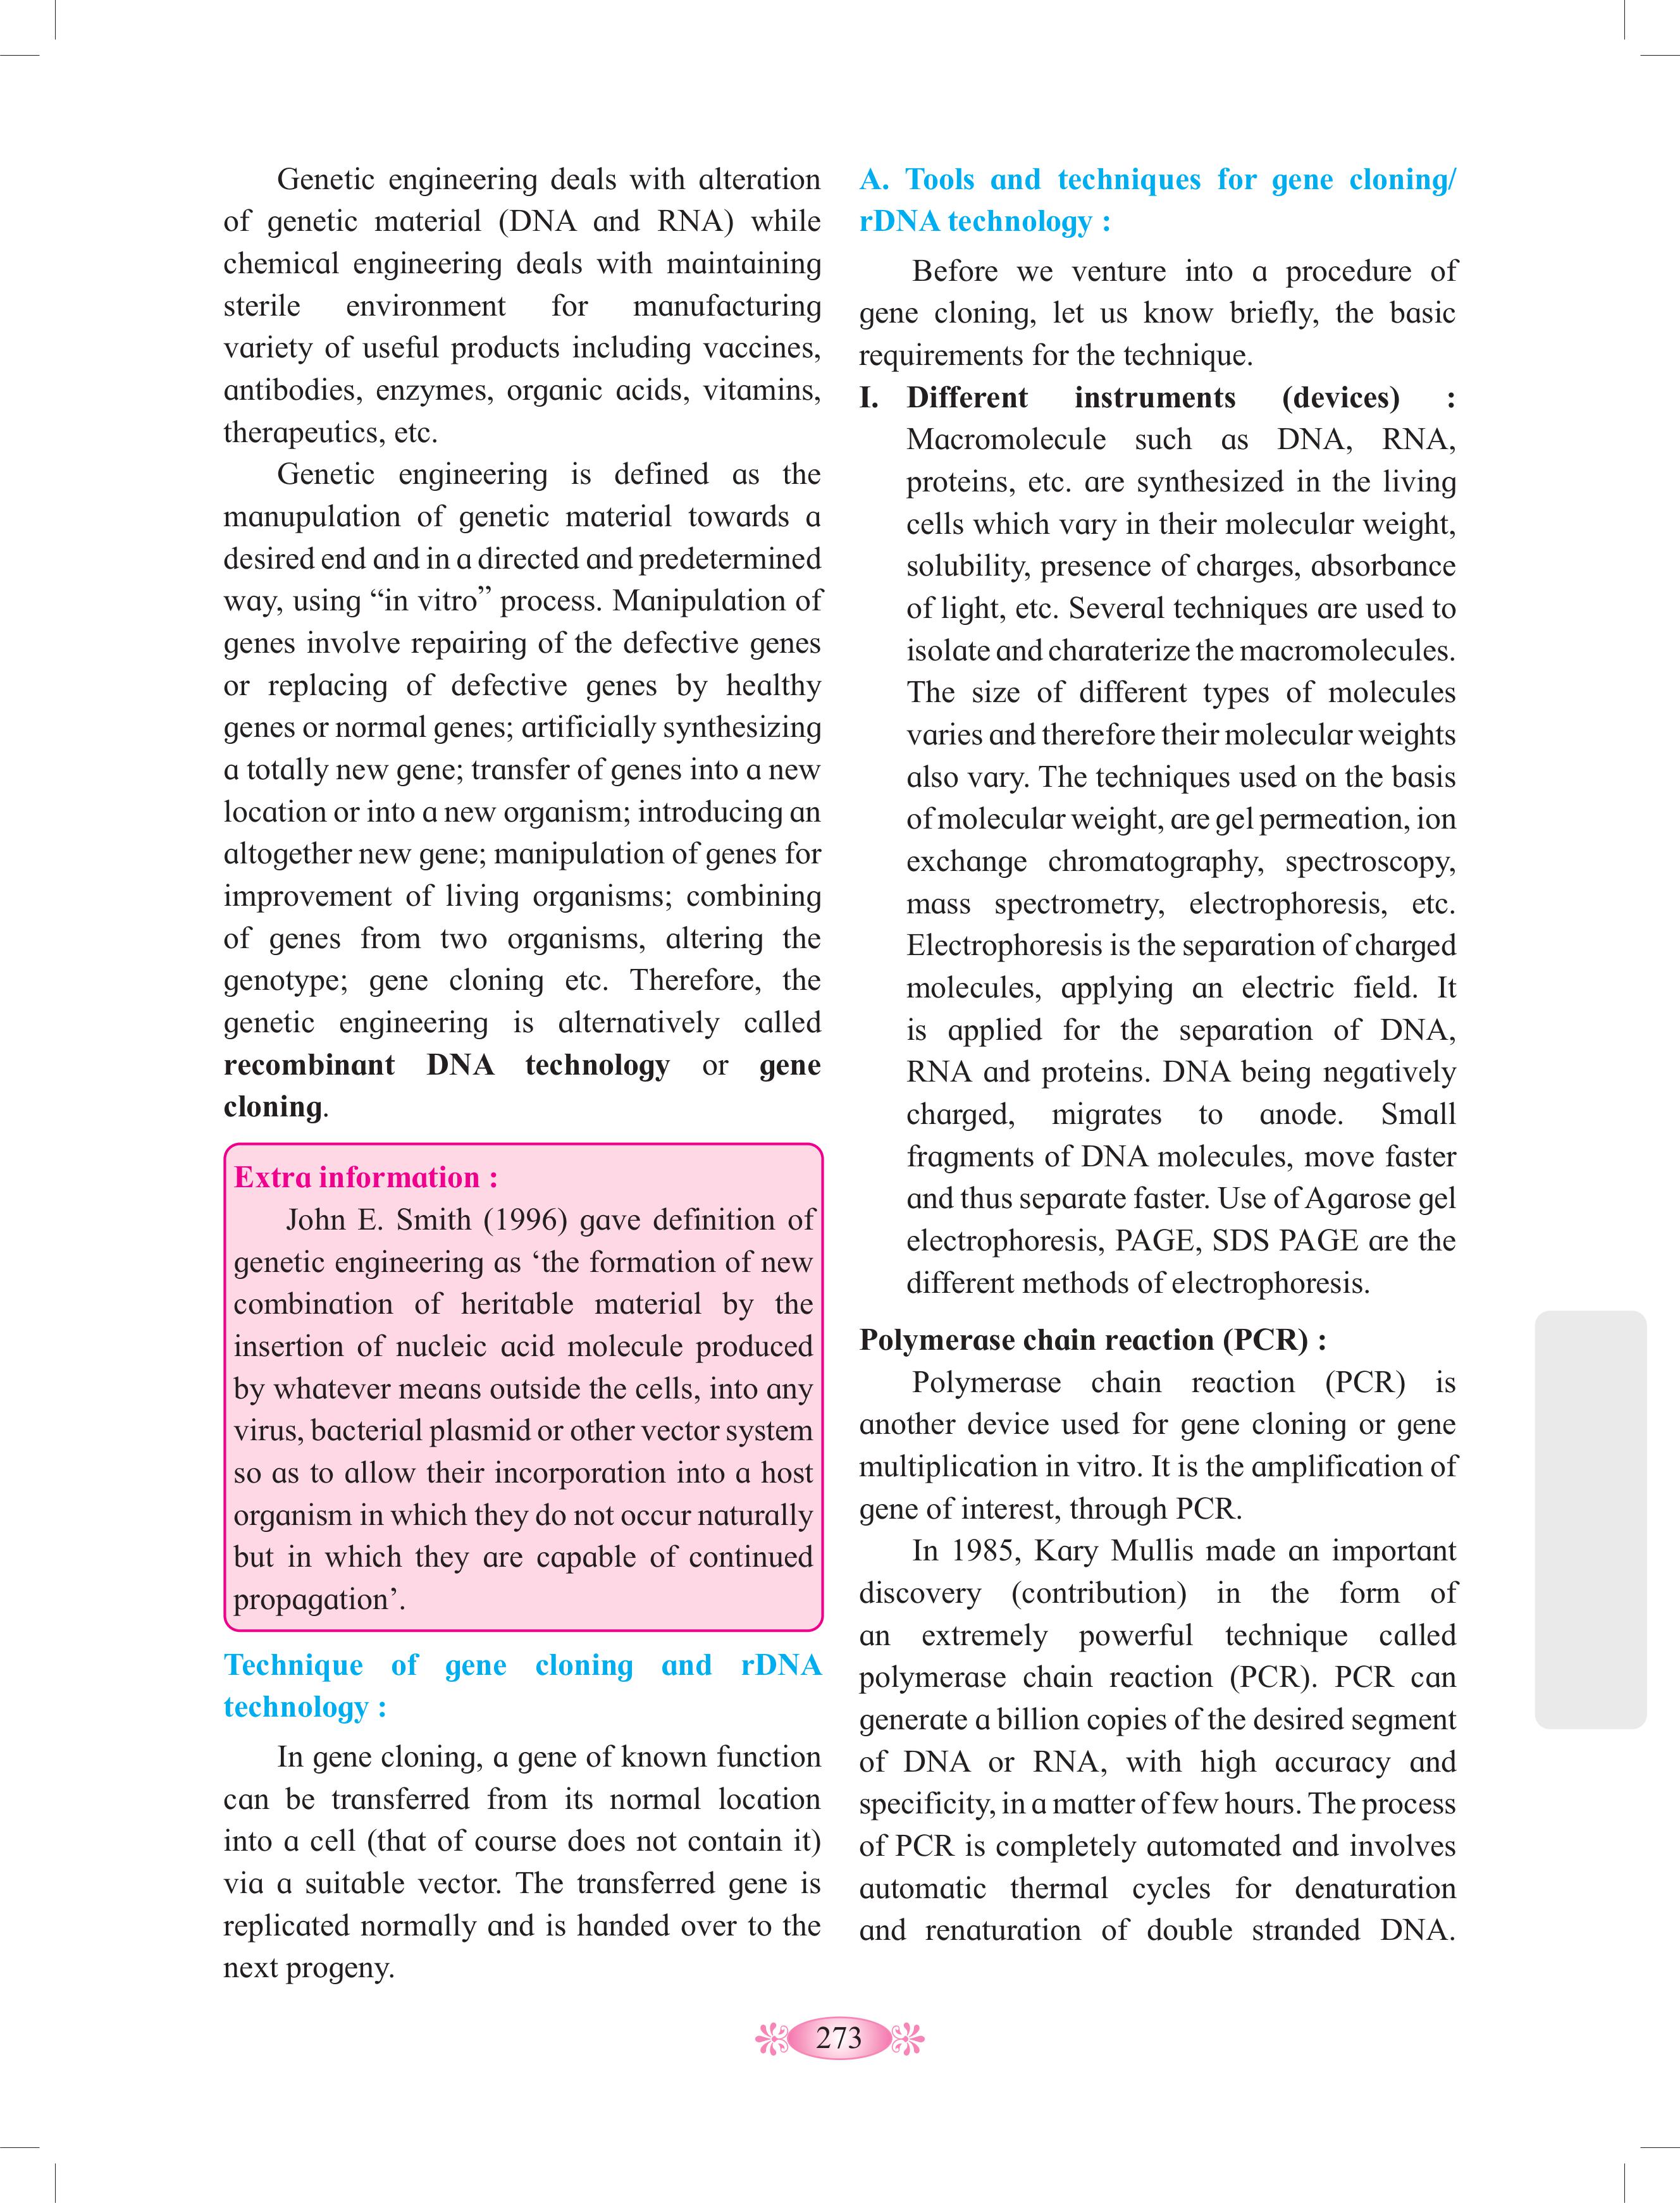 Genetic engineering deals with alteration
of genetic material (DNA and RNA) while
chemical engineering deals with maintaining
sterile environment for manufacturing
variety of useful products including vaccines,
antibodies, enzymes, organic acids, vitamins,
therapeutics, etc.
Genetic engineering is defined as the
manupulation of genetic material towards a
desired end and in a directed and predetermined
way, using “in vitro” process. Manipulation of
genes involve repairing of the defective genes
or replacing of defective genes by healthy
genes or normal genes; artificially synthesizing
a totally new gene; transfer of genes into a new
location or into a new organism; introducing an
altogether new gene; manipulation of genes for
improvement of living organisms; combining
of genes from two organisms, altering the
genotype; gene cloning etc. Therefore, the
genetic engineering is alternatively called
recombinant DNA technology or gene
cloning.
Extra information :
John E. Smith (1996) gave definition of
genetic engineering as ‘the formation of new
combination of heritable material by the
insertion of nucleic acid molecule produced
by whatever means outside the cells, into any
virus, bacterial plasmid or other vector system
so as to allow their incorporation into a host
organism in which they do not occur naturally
but in which they are capable of continued
propagation’.
Technique of gene cloning and rDNA
technology :
In gene cloning, a gene of known function
can be transferred from its normal location
into a cell (that of course does not contain it)
via a suitable vector. The transferred gene is
replicated normally and is handed over to the
next progeny.
A. Tools and techniques for gene cloning/
rDNA technology :
Before we venture into a procedure of
gene cloning, let us know briefly, the basic
requirements for the technique.
I. Different instruments (devices) :
Macromolecule such as DNA, RNA,
proteins, etc. are synthesized in the living
cells which vary in their molecular weight,
solubility, presence of charges, absorbance
of light, etc. Several techniques are used to
isolate and charaterize the macromolecules.
The size of different types of molecules
varies and therefore their molecular weights
also vary. The techniques used on the basis
of molecular weight, are gel permeation, ion
exchange chromatography, spectroscopy,
mass spectrometry, electrophoresis, etc.
Electrophoresis is the separation of charged
molecules, applying an electric field. It
is applied for the separation of DNA,
RNA and proteins. DNA being negatively
charged, migrates to anode. Small
fragments of DNA molecules, move faster
and thus separate faster. Use of Agarose gel
electrophoresis, PAGE, SDS PAGE are the
different methods of electrophoresis.
Polymerase chain reaction (PCR) :
Polymerase chain reaction (PCR) is
another device used for gene cloning or gene
multiplication in vitro. It is the amplification of
gene of interest, through PCR.
In 1985, Kary Mullis made an important
discovery (contribution) in the form of
an extremely powerful technique called
polymerase chain reaction (PCR). PCR can
generate a billion copies of the desired segment
of DNA or RNA, with high accuracy and
specificity, in a matter of few hours. The process
of PCR is completely automated and involves
automatic thermal cycles for denaturation
and renaturation of double stranded DNA.
273